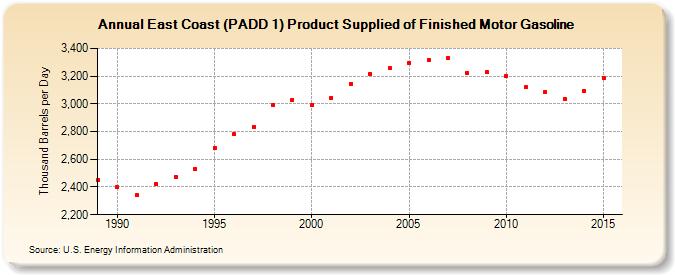 Annual East Coast (PADD 1) Product Supplied of Finished Motor Gasoline
Thousand Barrels per Day
3,400
3,200
3,000
2,800
2,600
2,400
2,200
1990 1995 2000 2005 2010 2015
Source: U.S. Energy Information Administration